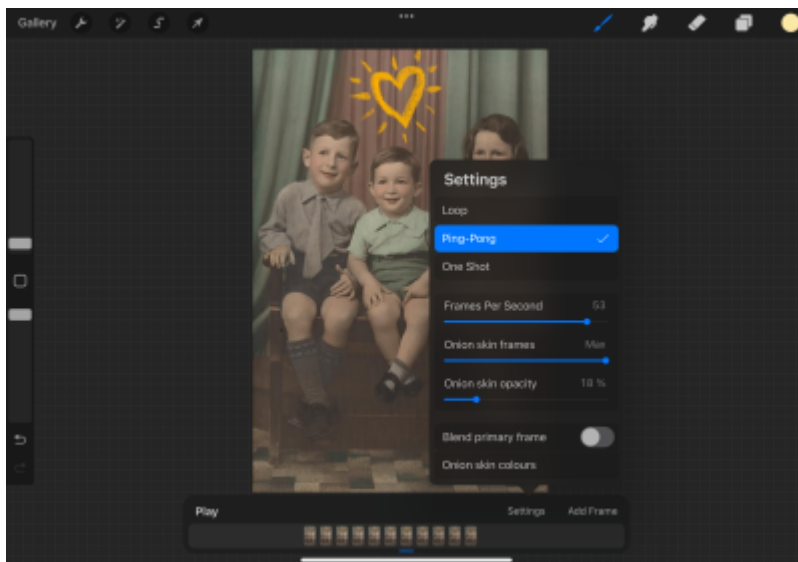 Gallery
Settings
Loop
Ping-Pong
One Shot
Frames Per Second 53
Onion skin frames Max
Onion skin opacity 18 %
Blend primary frame
Onion skin colours
Play Settings Add Frame